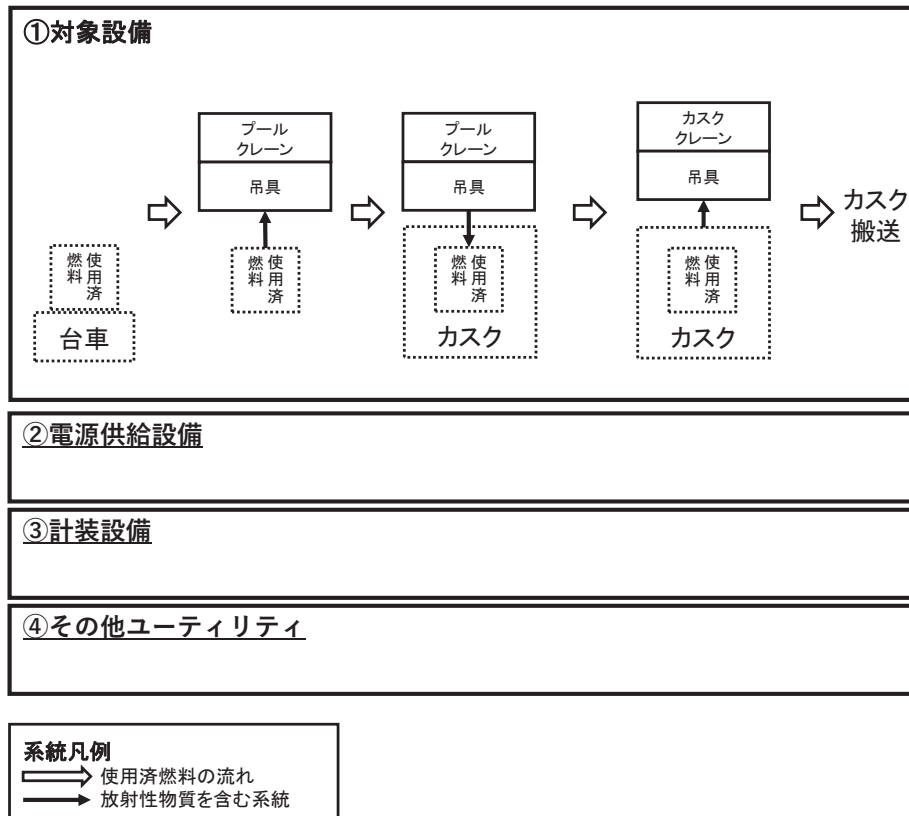 ①対象設備
プール
クレーン
吊具
プール
クレーン
吊具
カスク
クレーン
吊具
カスク
搬送
使用済
燃料
台車
使用済
燃料
使用済
燃料
カスク
使用済
燃料
カスク
②電源供給設備
③計装設備
④その他ユーティリティ
系統凡例
使用済燃料の流れ
放射性物質を含む系統